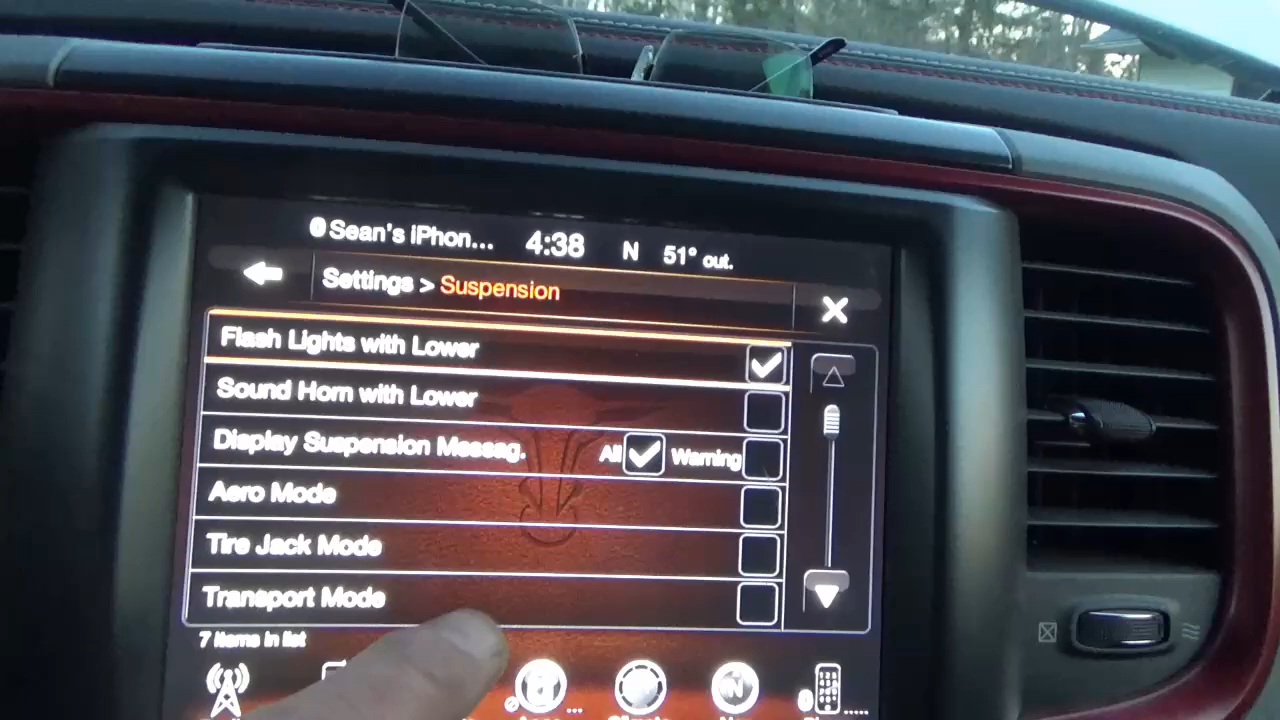 Sean's iPhon... 4:38 N 51° out.
Settings > Suspension
Flash Lights with Lower
Sound Horn with Lower
Display Suspension Messag. All Warning
Aero Mode
Tire Jack Mode
Transport Mode
7 items in list